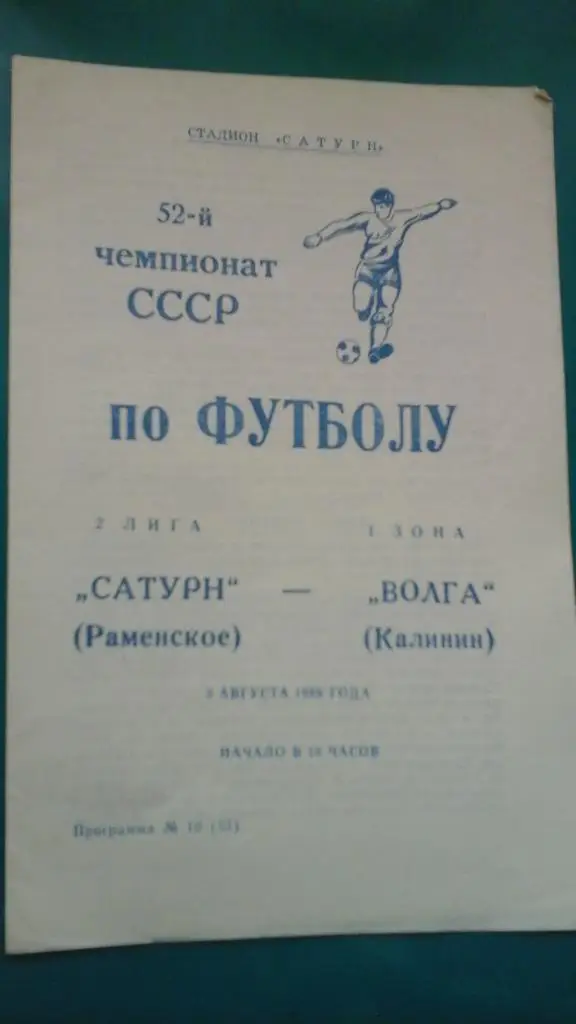 СТАДИОН «САТУРН»
52-й
чемпионат
СССР
по ФУТБОЛУ
2 ЛИГА 1 ЗОНА
„САТУРН“ — „ВОЛГА“
(Раменское) (Калинин)
АВГУСТА 1988 ГОДА
НАЧАЛО В ЧАСОВ
Программа №